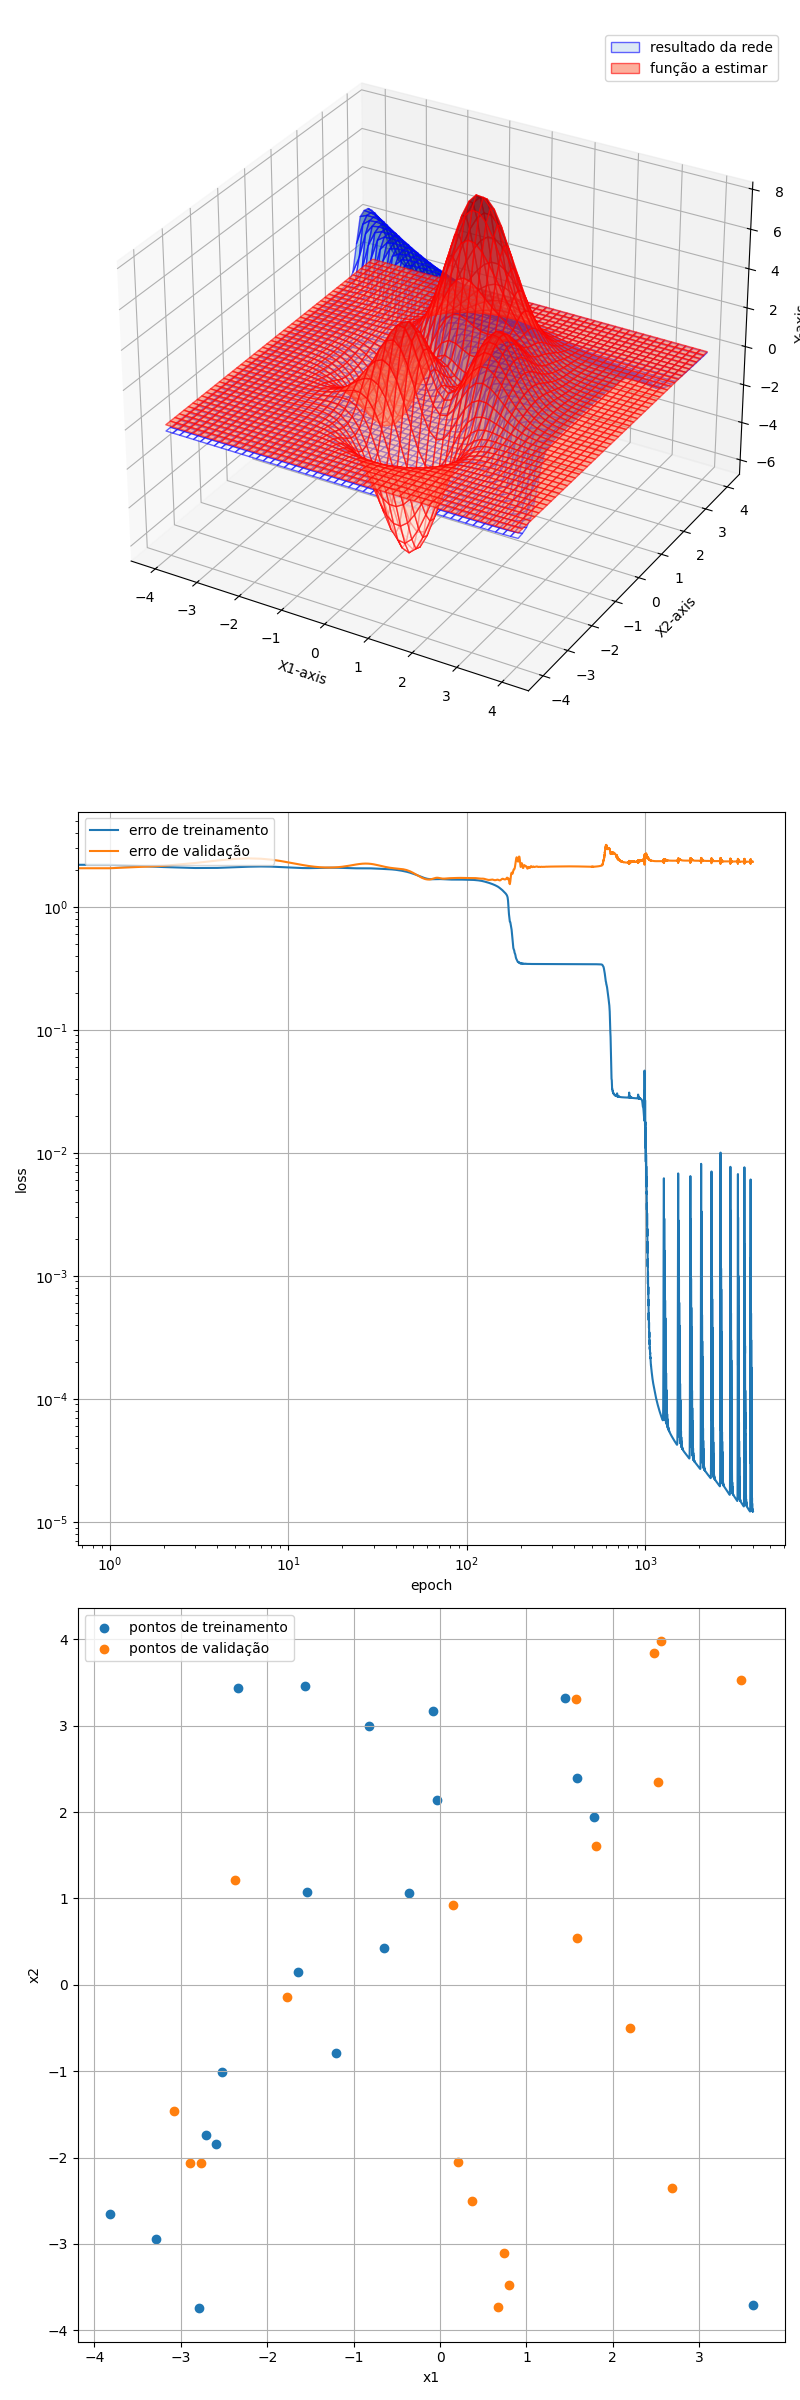 resultado da rede
função a estimar
8
6
4
2
0
−2
−4
−6
4
3
2
1
0
−1
−2
−3
−4
X2-axis
−4
−3
−2
−1
0
1
2
3
4
X1-axis
erro de treinamento
erro de validação
10^0
10^-1
10^-2
10^-3
10^-4
10^-5
loss
10^0 10^1 10^2 10^3
epoch
pontos de treinamento
pontos de validação
4
3
2
1
0
−1
−2
−3
−4
x2
−4 −3 −2 −1 0 1 2 3
x1